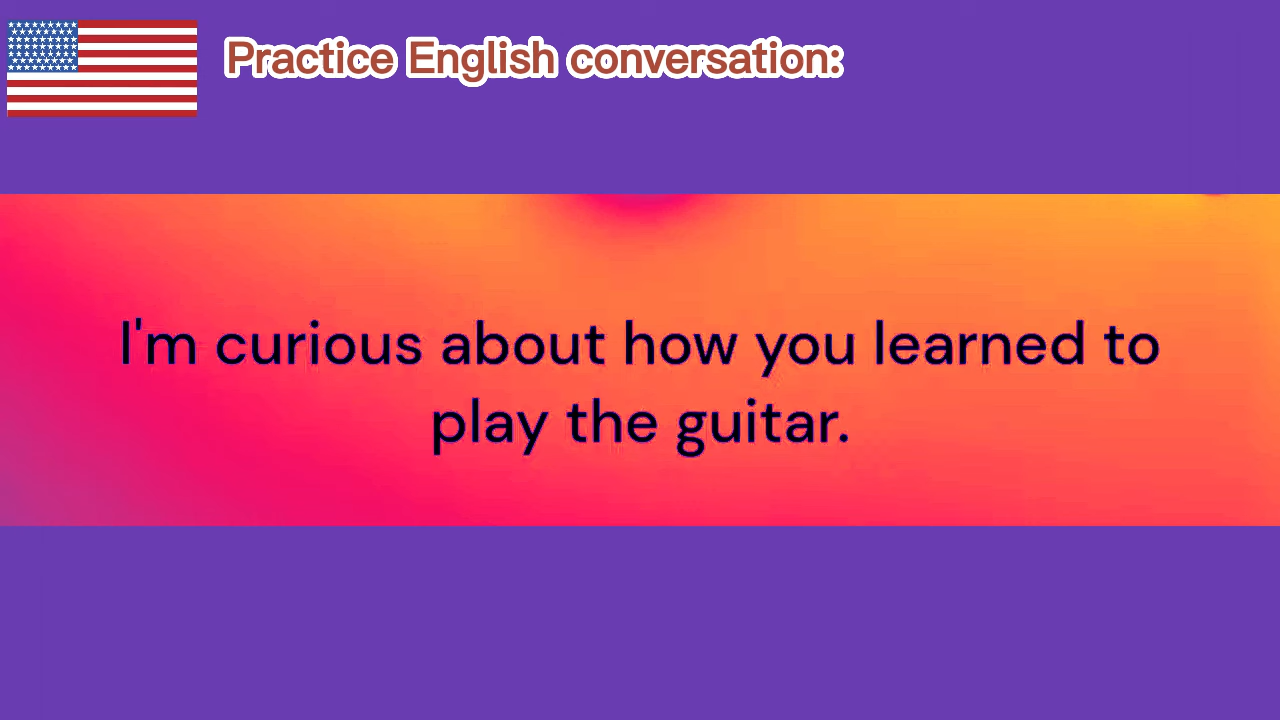 Practice English conversation:
I'm curious about how you learned to
play the guitar.